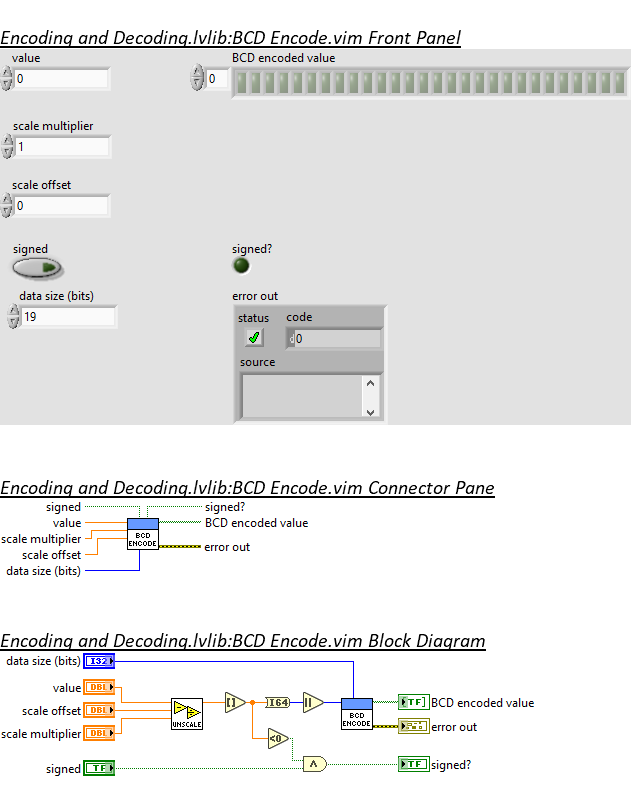 Encoding and Decoding.lvlib:BCD Encode.vim Front Panel
value
BCD encoded value
0
0
scale multiplier
1
scale offset
0
signed
signed?
data size (bits)
error out
19
status
code
d
0
source
Encoding and Decoding.lvlib:BCD Encode.vim Connector Pane
signed
signed?
value
BCD encoded value
scale multiplier
BCD
ENCODE
error out
scale offset
data size (bits)
Encoding and Decoding.lvlib:BCD Encode.vim Block Diagram
data size (bits)
I32
value
DBL
scale offset
DBL
scale multiplier
DBL
UNSCALE
[]
I64
||
BCD
ENCODE
TF
BCD encoded value
error out
<0
signed
TF
∧
TF
signed?